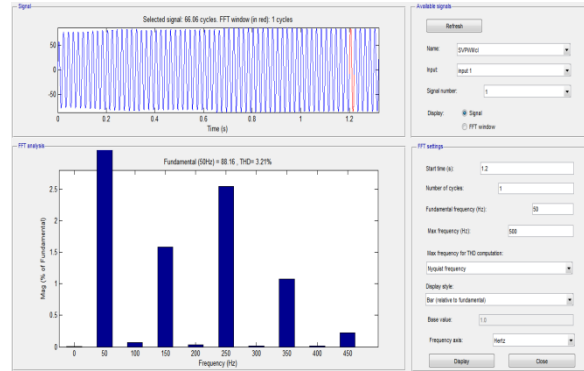 Signal
Selected signal: 66.06 cycles. FFT window (in red): 1 cycles
50
0
-50
0
0.2
0.4
0.6
0.8
1
1.2
Time (s)
FFT analysis
Fundamental (50Hz) = 88.16 , THD= 3.21%
2.5
2
1.5
1
0.5
0
Mag (% of Fundamental)
0
50
100
150
200
250
300
350
400
450
Frequency (Hz)
Available signals
Refresh
Name:
Input:
input 1
Signal number:
1
Display:
Signal
FFT window
FFT settings
Start time (s):
1.2
Number of cycles:
1
Fundamental frequency (Hz):
50
Max frequency (Hz):
500
Max frequency for THD computation:
Nyquist frequency
Display style:
Bar (relative to fundamental)
Base value:
1.0
Frequency axis:
Hertz
Display
Close